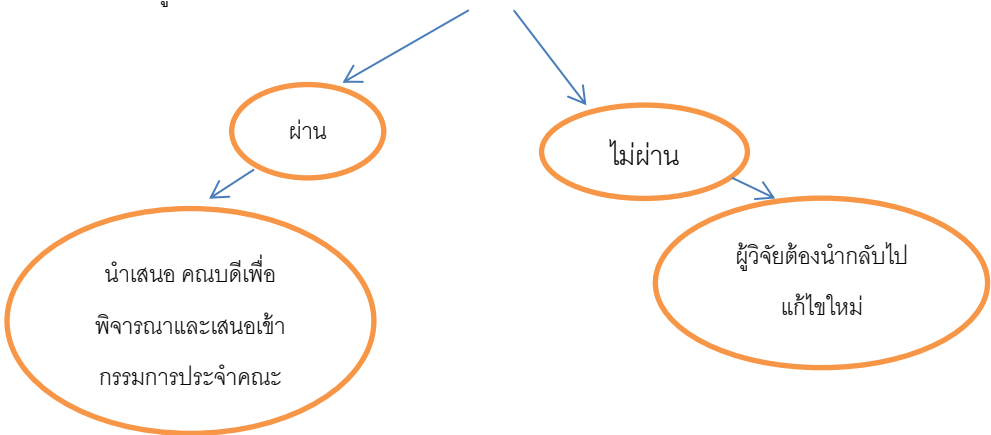 ผ่าน
ไม่ผ่าน
นำเสนอ คณบดีเพื่อ
พิจารณาและเสนอเข้า
กรรมการประจำคณะ
ผู้วิจัยต้องนำกลับไป
แก้ไขใหม่